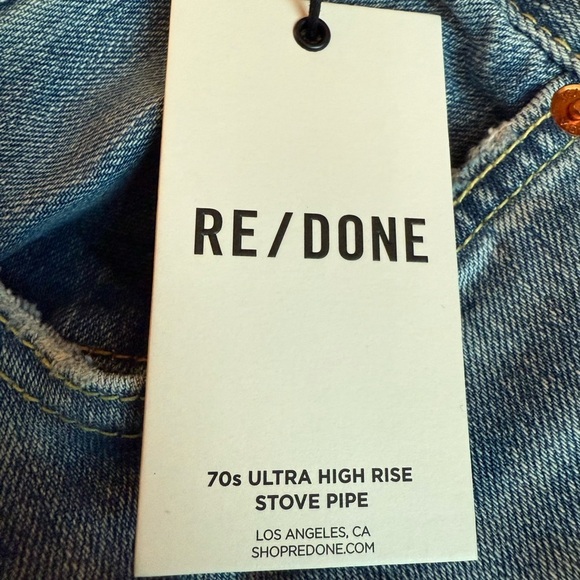 RE/DONE
70s ULTRA HIGH RISE
STOVE PIPE
LOS ANGELES, CA
SHOPREDONE.COM